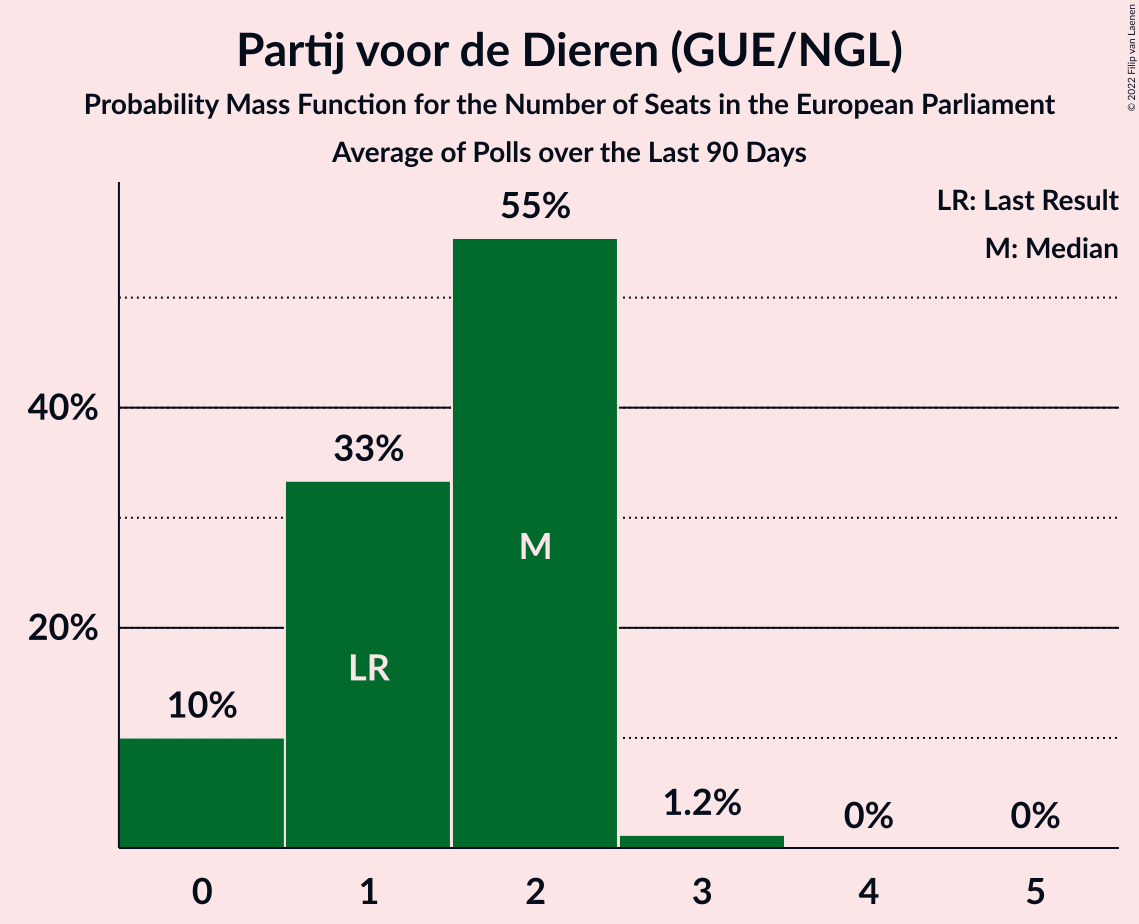 Partij voor de Dieren (GUE/NGL)
Probability Mass Function for the Number of Seats in the European Parliament
Average of Polls over the Last 90 Days
© 2022 Filip van Laenen
LR: Last Result
M: Median
55%
40%
33%
M
20%
LR
10%
1.2%
0%
0%
0
1
2
3
4
5